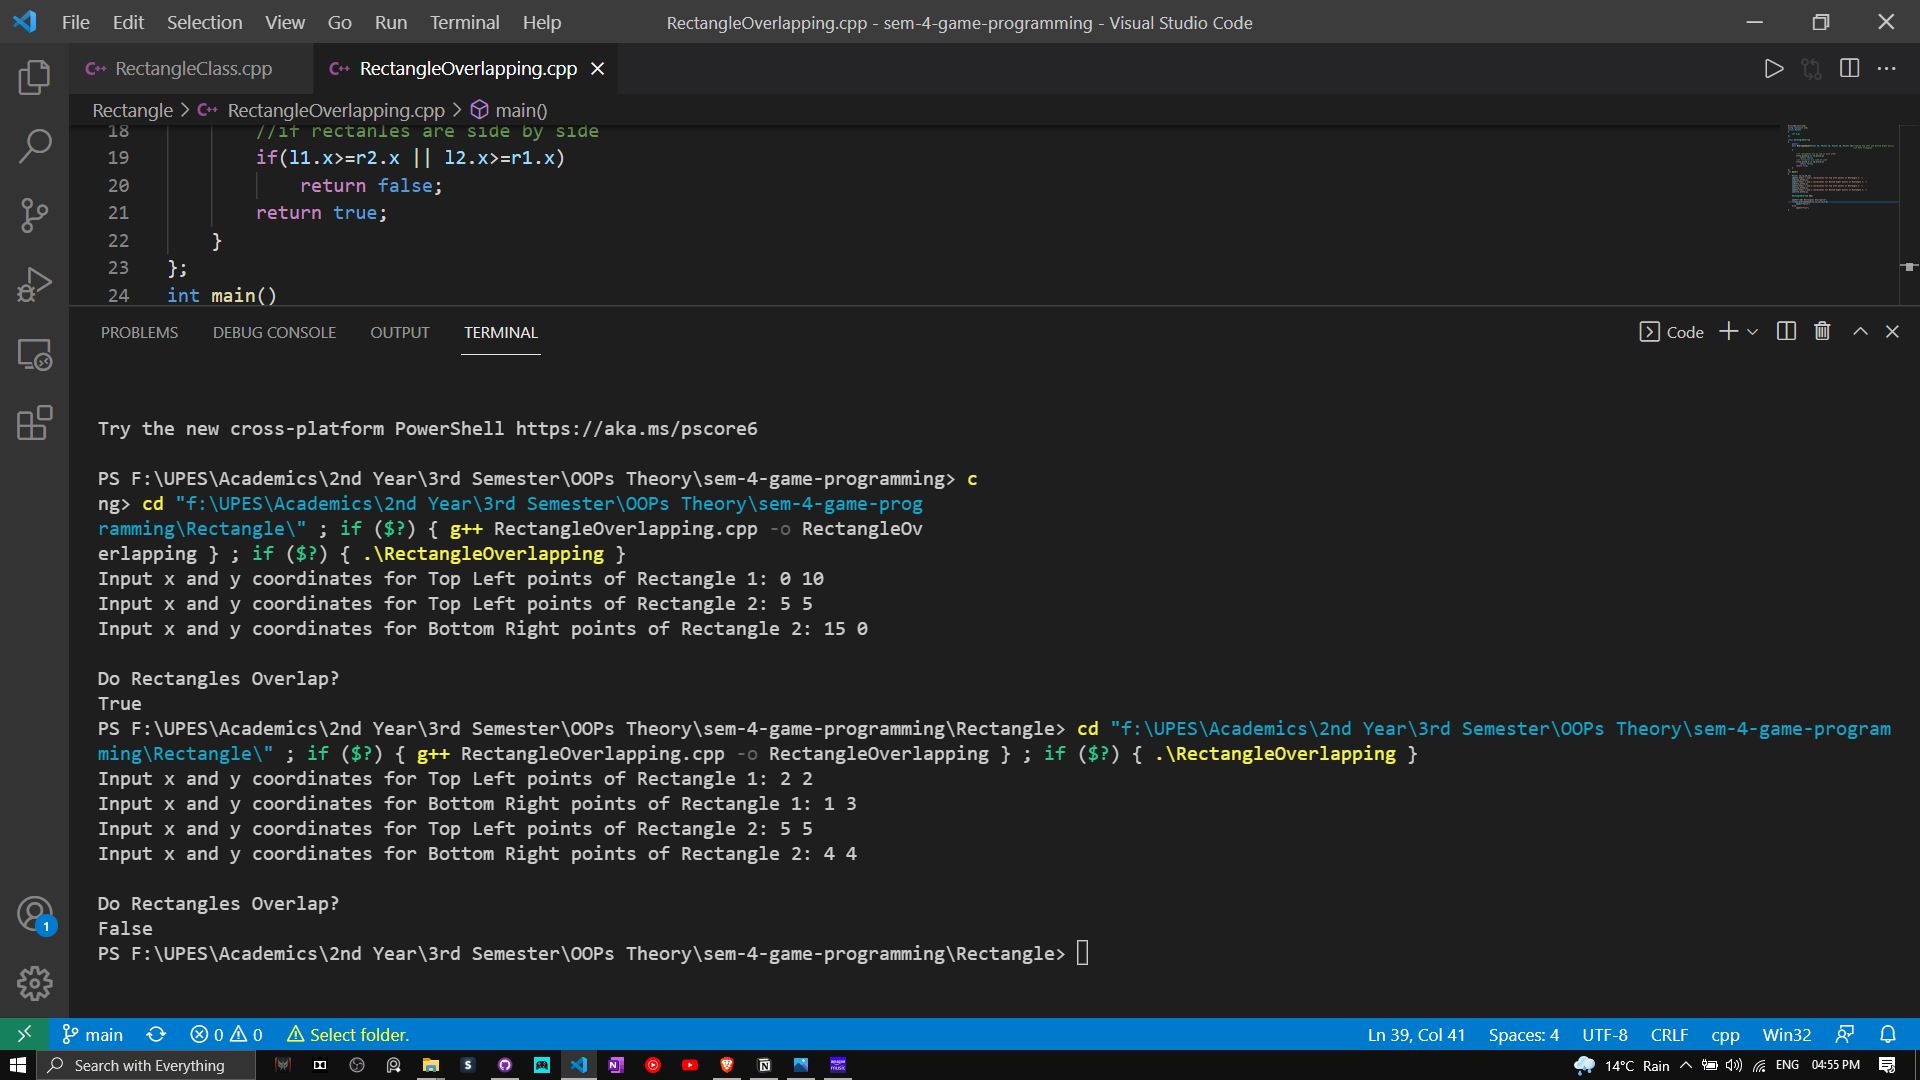 File Edit Selection View Go Run Terminal Help
RectangleOverlapping.cpp - sem-4-game-programming - Visual Studio Code
C++ RectangleClass.cpp
C++ RectangleOverlapping.cpp
Rectangle > C++ RectangleOverlapping.cpp > main()
18 //if rectanles are side by side
19 if(l1.x>=r2.x || l2.x>=r1.x)
20 return false;
21 return true;
22 }
23 };
24 int main()
PROBLEMS DEBUG CONSOLE OUTPUT TERMINAL
Code
Try the new cross-platform PowerShell https://aka.ms/pscore6
PS F:\UPES\Academics\2nd Year\3rd Semester\OOPs Theory\sem-4-game-programming> c
ng> cd "f:\UPES\Academics\2nd Year\3rd Semester\OOPs Theory\sem-4-game-prog
ramming\Rectangle\" ; if ($?) { g++ RectangleOverlapping.cpp -o RectangleOv
erlapping } ; if ($?) { .\RectangleOverlapping }
Input x and y coordinates for Top Left points of Rectangle 1: 0 10
Input x and y coordinates for Top Left points of Rectangle 2: 5 5
Input x and y coordinates for Bottom Right points of Rectangle 2: 15 0
Do Rectangles Overlap?
True
PS F:\UPES\Academics\2nd Year\3rd Semester\OOPs Theory\sem-4-game-programming\Rectangle> cd "f:\UPES\Academics\2nd Year\3rd Semester\OOPs Theory\sem-4-game-program
ming\Rectangle\" ; if ($?) { g++ RectangleOverlapping.cpp -o RectangleOverlapping } ; if ($?) { .\RectangleOverlapping }
Input x and y coordinates for Top Left points of Rectangle 1: 2 2
Input x and y coordinates for Bottom Right points of Rectangle 1: 1 3
Input x and y coordinates for Top Left points of Rectangle 2: 5 5
Input x and y coordinates for Bottom Right points of Rectangle 2: 4 4
Do Rectangles Overlap?
False
PS F:\UPES\Academics\2nd Year\3rd Semester\OOPs Theory\sem-4-game-programming\Rectangle>
1
main 0 0 Select folder.
Ln 39, Col 41 Spaces: 4 UTF-8 CRLF cpp Win32
Search with Everything
14°C Rain ENG 04:55 PM